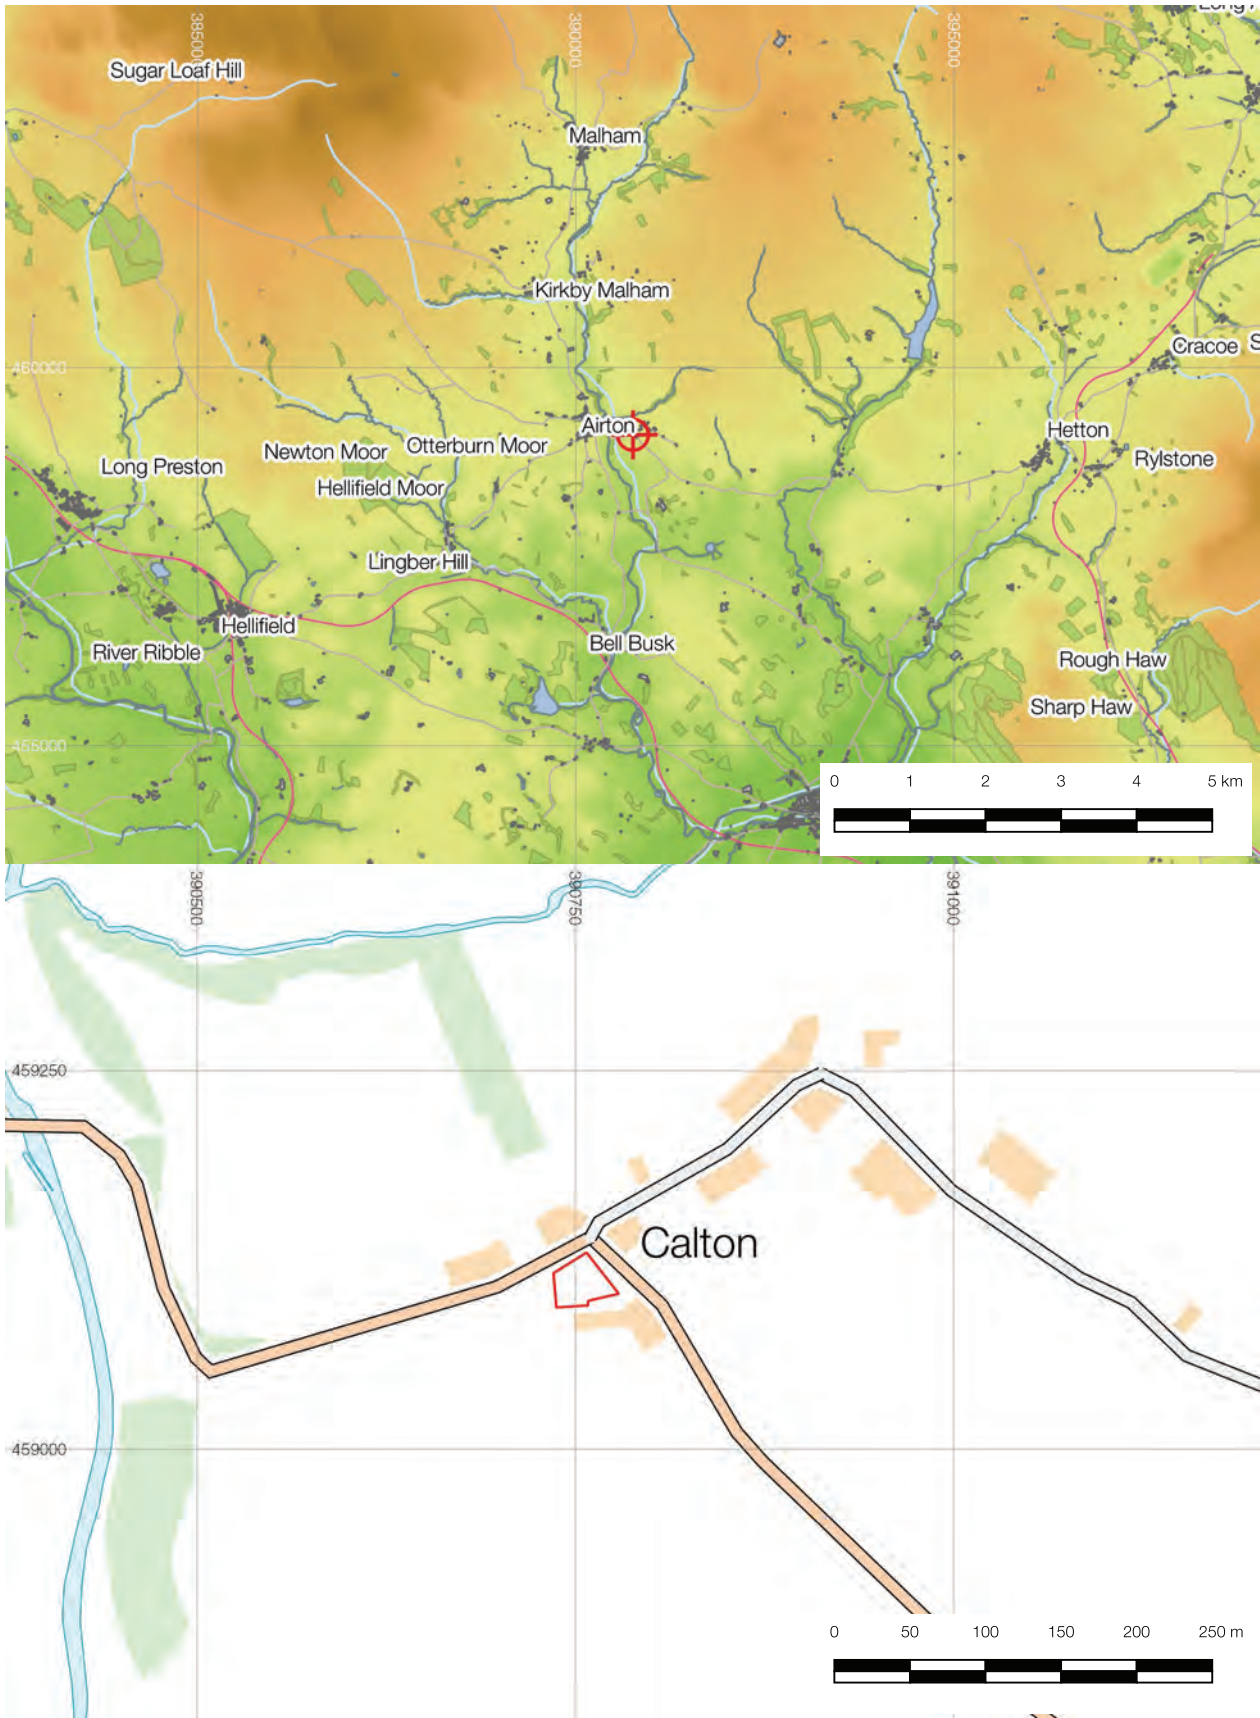 385000
390000
395000
Sugar Loaf Hill
Malham
Kirkby Malham
Cracoe
460000
Airton
Hetton
Newton Moor
Otterburn Moor
Rylstone
Long Preston
Hellifield Moor
Lingber Hill
Hellifield
Bell Busk
River Ribble
Rough Haw
Sharp Haw
455000
0 1 2 3 4 5 km
390500
390750
391000
459250
Calton
459000
0 50 100 150 200 250 m